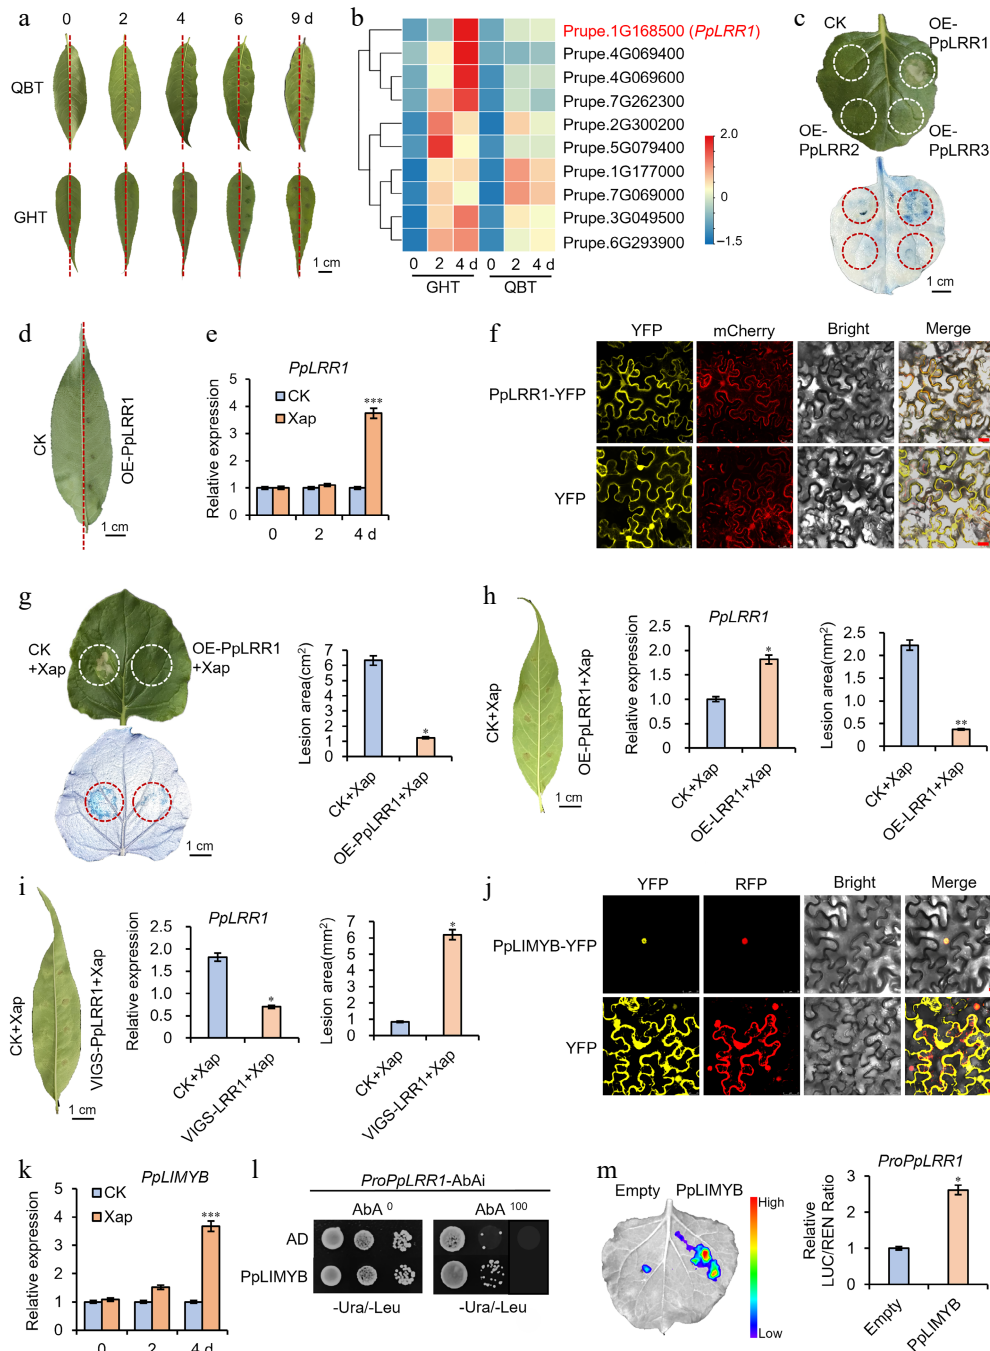 a
0 2 4 6 9 d
QBT
GHT
1 cm
b
Prupe.1G168500 (PpLRR1)
Prupe.4G069400
Prupe.4G069600
Prupe.7G262300
Prupe.2G300200
Prupe.5G079400
Prupe.1G177000
Prupe.7G069000
Prupe.3G049500
Prupe.6G293900
2.0
−1.5
0 2 4 d 0 2 4 d
GHT QBT
c
CK
OE-
PpLRR1
OE-
PpLRR2
OE-
PpLRR3
1 cm
d
CK
OE-PpLRR1
1 cm
e
PpLRR1
CK
Xap
***
Relative expression
5
4
3
2
1
0
0 2 4 d
f
YFP mCherry Bright Merge
PpLRR1-YFP
YFP
g
CK
+Xap
OE-PpLRR1
+Xap
1 cm
Lesion area(cm²)
7
6
5
4
3
2
1
0
*
CK+Xap
OE-PpLRR1+Xap
h
CK+Xap
OE-PpLRR1+Xap
1 cm
PpLRR1
Relative expression
2.5
2.0
1.5
1.0
0.5
0
*
CK+Xap
OE-LRR1+Xap
Lesion area(mm²)
2.5
2.0
1.5
1.0
0.5
0
**
CK+Xap
OE-LRR1+Xap
i
CK+Xap
VIGS-PpLRR1+Xap
1 cm
PpLRR1
Relative expression
2.5
2.0
1.5
1.0
0.5
0
*
CK+Xap
VIGS-LRR1+Xap
Lesion area(mm²)
7
6
5
4
3
2
1
0
*
CK+Xap
VIGS-LRR1+Xap
j
YFP RFP Bright Merge
PpLIMYB-YFP
YFP
k
PpLIMYB
CK
Xap
***
Relative expression
5
4
3
2
1
0
0 2 4 d
l
ProPpLRR1-AbAi
AbA 0 AbA 100
AD
PpLIMYB
-Ura/-Leu -Ura/-Leu
m
Empty PpLIMYB
High
Low
ProPpLRR1
Relative
LUC/REN Ratio
3
2
1
0
*
Empty
PpLIMYB